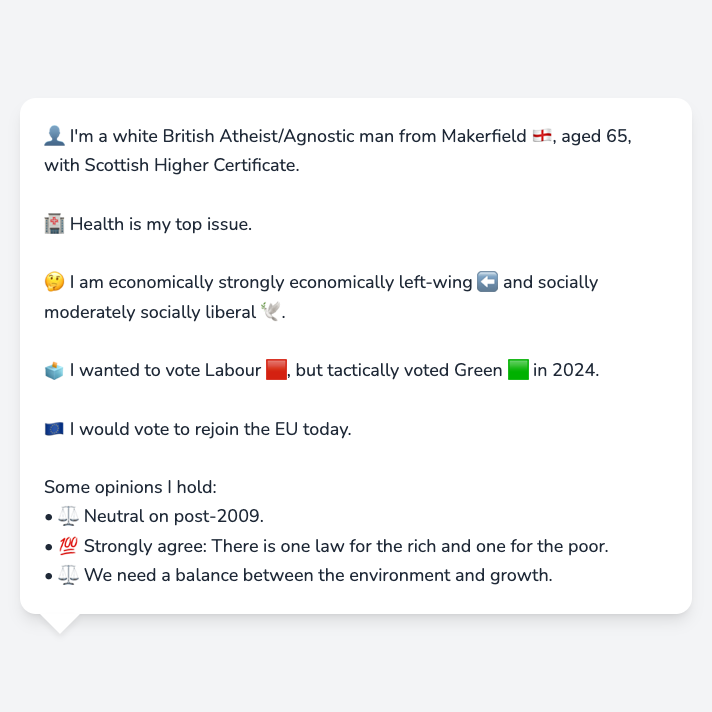 👤 I'm a white British Atheist/Agnostic man from Makerfield 🏴󠁧󠁢󠁥󠁮󠁧󠁿, aged 65,
with Scottish Higher Certificate.
🏥 Health is my top issue.
🤔 I am economically strongly economically left-wing ⬅️ and socially
moderately socially liberal 🕊️.
🗳️ I wanted to vote Labour 🟥, but tactically voted Green 🟩 in 2024.
🇪🇺 I would vote to rejoin the EU today.
Some opinions I hold:
• ⚖️ Neutral on post-2009.
• 💯 Strongly agree: There is one law for the rich and one for the poor.
• ⚖️ We need a balance between the environment and growth.